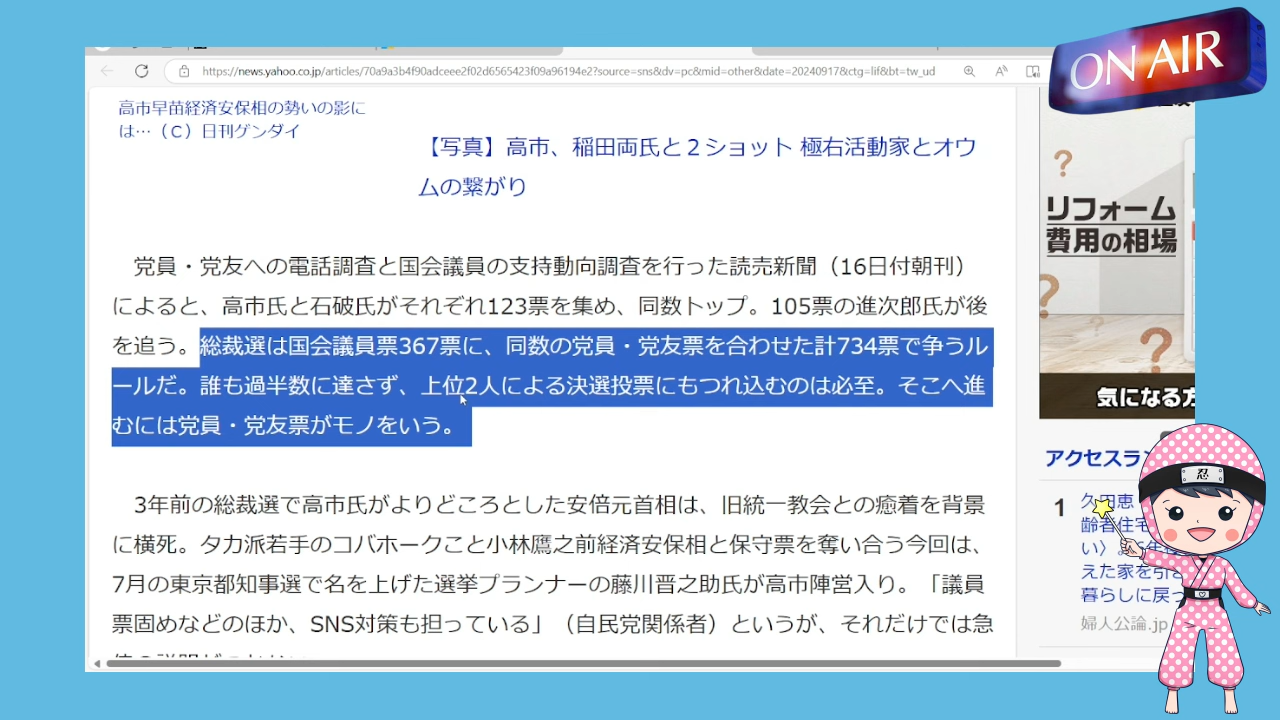 ON AIR
https://news.yahoo.co.jp/articles/70a9a3b4f90adceee2f02d6565423f09a96194e2?source=sns&dv=pc&mid=other&date=20240917&ctg=lif&bt=tw_ud
高市早苗経済安保相の勢いの影に
は…（Ｃ）日刊ゲンダイ
【写真】高市、稲田両氏と２ショット 極右活動家とオウ
ムの繋がり
党員・党友への電話調査と国会議員の支持動向調査を行った読売新聞（16日付朝刊）
によると、高市氏と石破氏がそれぞれ123票を集め、同数トップ。105票の進次郎氏が後
を追う。総裁選は国会議員票367票に、同数の党員・党友票を合わせた計734票で争うル
ールだ。誰も過半数に達さず、上位2人による決選投票にもつれ込むのは必至。そこへ進
むには党員・党友票がモノをいう。
3年前の総裁選で高市氏がよりどころとした安倍元首相は、旧統一教会との癒着を背景
に横死。タカ派若手のコバホークこと小林鷹之前経済安保相と保守票を奪い合う今回は、
7月の東京都知事選で名を上げた選挙プランナーの藤川晋之助氏が高市陣営入り。「議員
票固めなどのほか、SNS対策も担っている」（自民党関係者）というが、それだけでは急
リフォーム
費用の相場
気になる方
アクセスラン
1
久田恵
齢者住宅
い〉。
えた家を引き
暮らしに戻っ
婦人公論.jp
忍